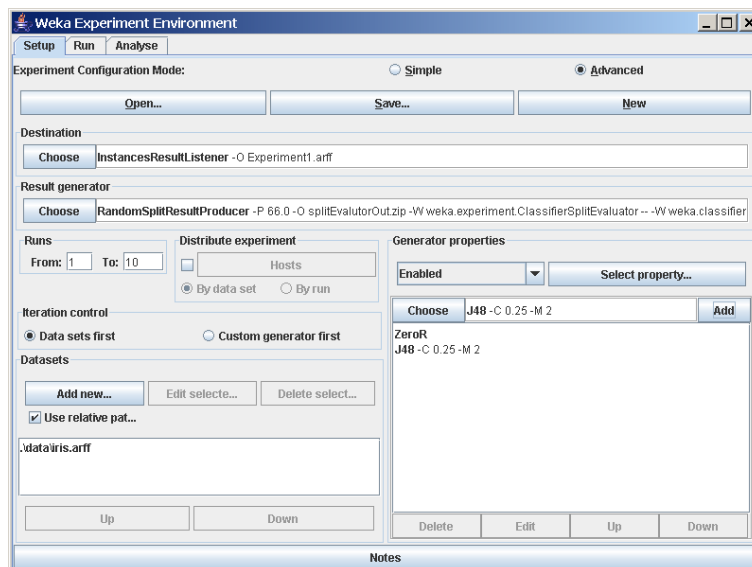 Weka Experiment Environment
Setup Run Analyse
Experiment Configuration Mode: Simple Advanced
Open... Save... New
Destination
Choose InstancesResultListener -O Experiment1.arff
Result generator
Choose RandomSplitResultProducer -P 66.0 -O splitEvalutorOut.zip -W weka.experiment.ClassifierSplitEvaluator -- -W weka.classifier
Runs
From: 1 To: 10
Distribute experiment
Hosts
By data set By run
Generator properties
Enabled Select property...
Iteration control
Data sets first Custom generator first
Choose J48 -C 0.25 -M 2 Add
ZeroR
J48 -C 0.25 -M 2
Datasets
Add new... Edit selecte... Delete select...
Use relative pat...
.\data\iris.arff
Up Down
Delete Edit Up Down
Notes